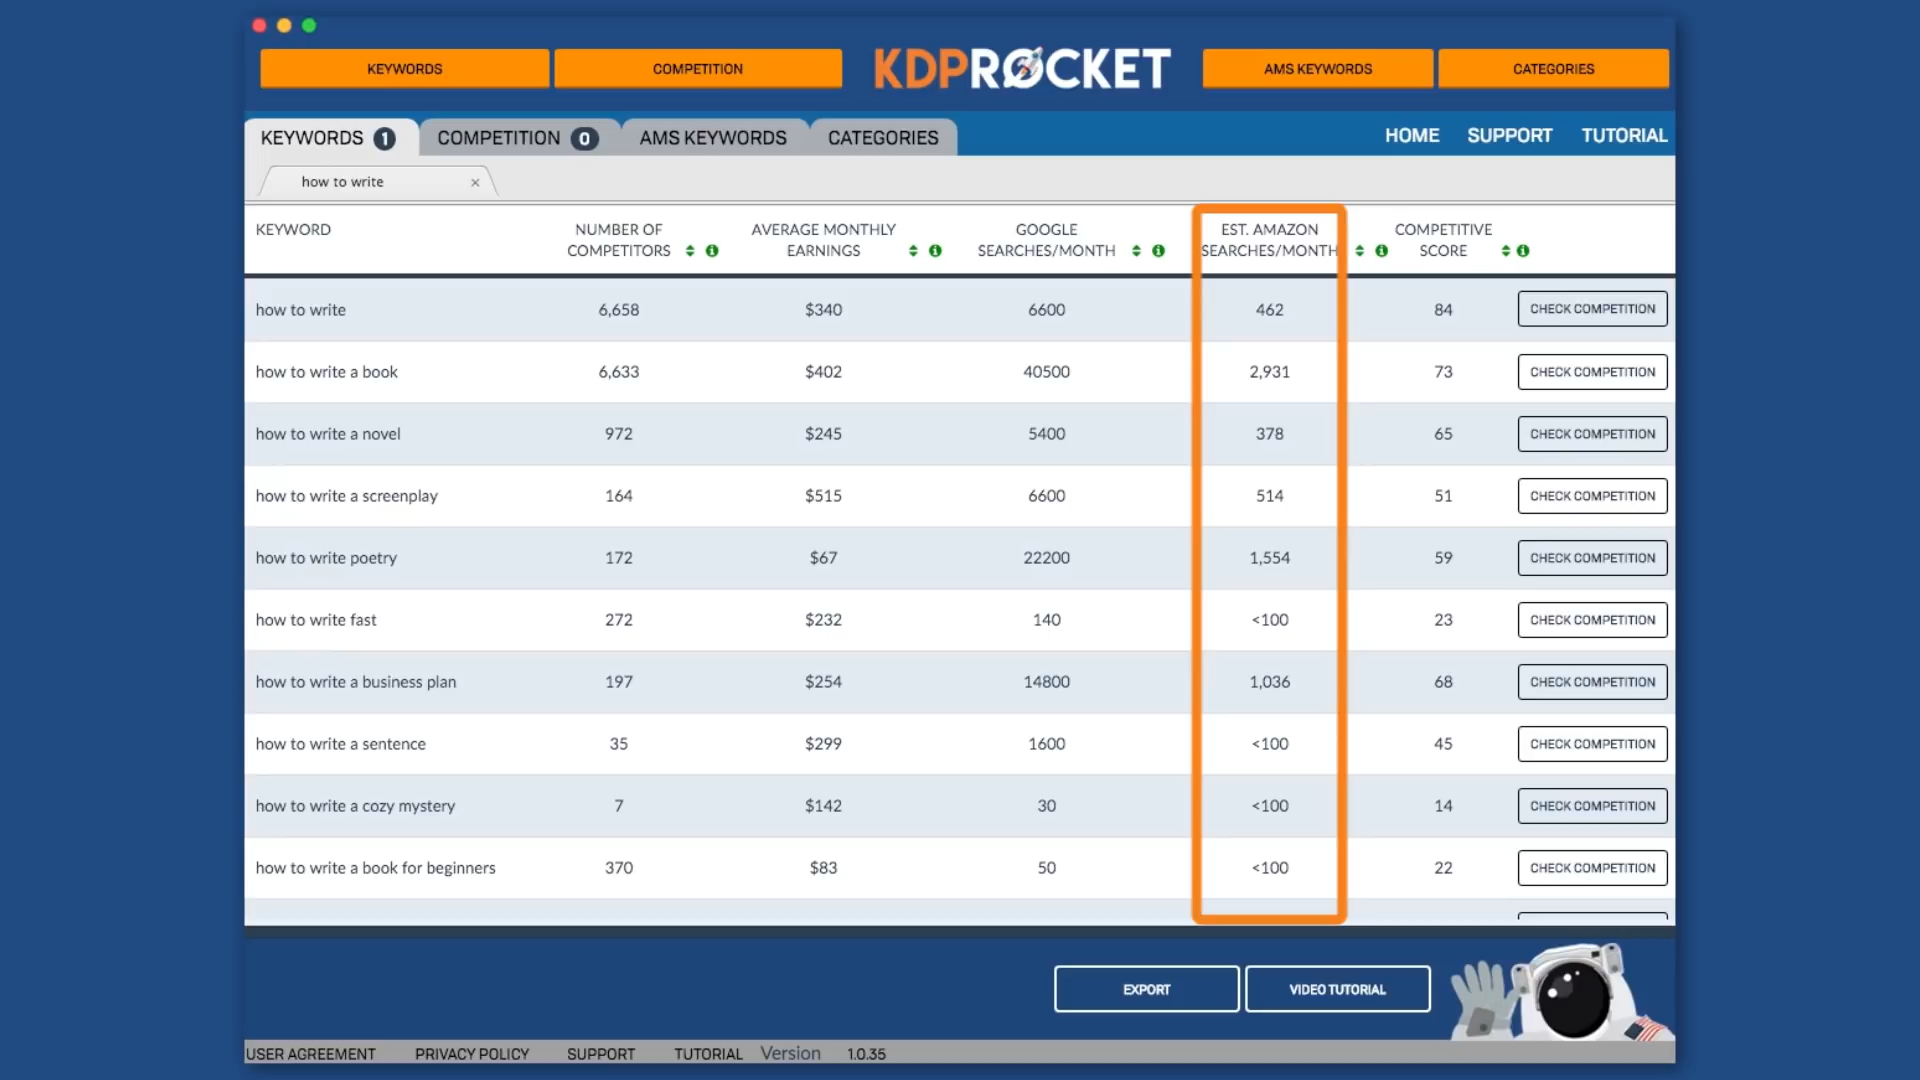 KEYWORDS COMPETITION KDPROCKET AMS KEYWORDS CATEGORIES
KEYWORDS 1 COMPETITION 0 AMS KEYWORDS CATEGORIES HOME SUPPORT TUTORIAL
how to write ×
KEYWORD NUMBER OF COMPETITORS AVERAGE MONTHLY EARNINGS GOOGLE SEARCHES/MONTH EST. AMAZON SEARCHES/MONTH COMPETITIVE SCORE
how to write 6,658 $340 6600 462 84 CHECK COMPETITION
how to write a book 6,633 $402 40500 2,931 73 CHECK COMPETITION
how to write a novel 972 $245 5400 378 65 CHECK COMPETITION
how to write a screenplay 164 $515 6600 514 51 CHECK COMPETITION
how to write poetry 172 $67 22200 1,554 59 CHECK COMPETITION
how to write fast 272 $232 140 <100 23 CHECK COMPETITION
how to write a business plan 197 $254 14800 1,036 68 CHECK COMPETITION
how to write a sentence 35 $299 1600 <100 45 CHECK COMPETITION
how to write a cozy mystery 7 $142 30 <100 14 CHECK COMPETITION
how to write a book for beginners 370 $83 50 <100 22 CHECK COMPETITION
EXPORT VIDEO TUTORIAL
USER AGREEMENT PRIVACY POLICY SUPPORT TUTORIAL Version 1.0.35